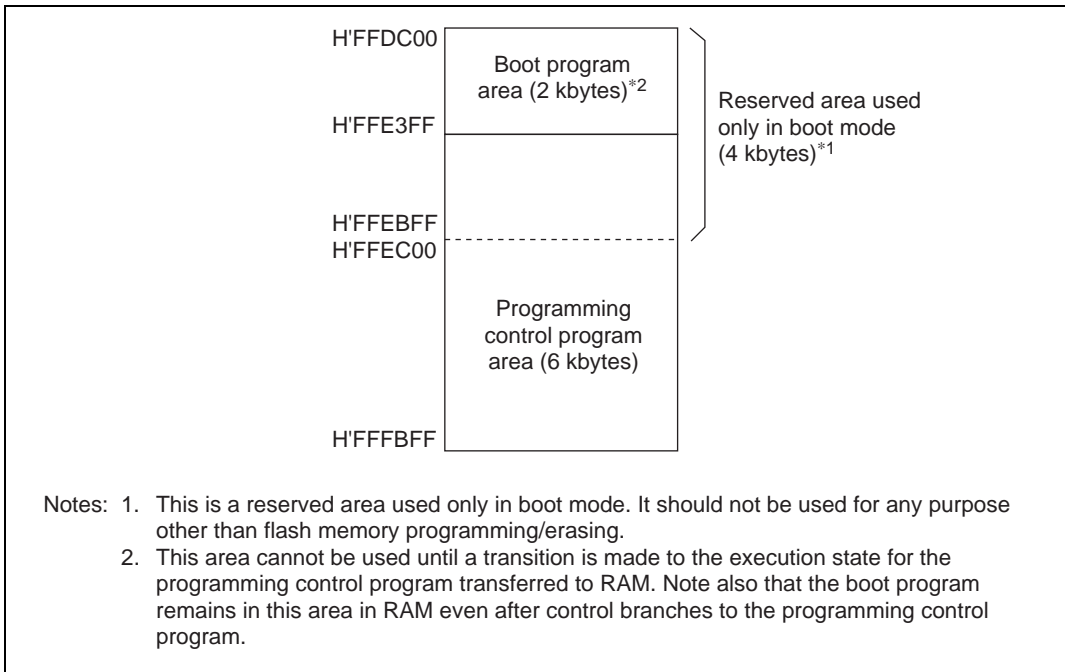 H'FFDC00
Boot program
area (2 kbytes)*2
H'FFE3FF
Reserved area used
only in boot mode
(4 kbytes)*1
H'FFEBFF
H'FFEC00
Programming
control program
area (6 kbytes)
H'FFFBFF
Notes: 1. This is a reserved area used only in boot mode. It should not be used for any purpose
other than flash memory programming/erasing.
2. This area cannot be used until a transition is made to the execution state for the
programming control program transferred to RAM. Note also that the boot program
remains in this area in RAM even after control branches to the programming control
program.